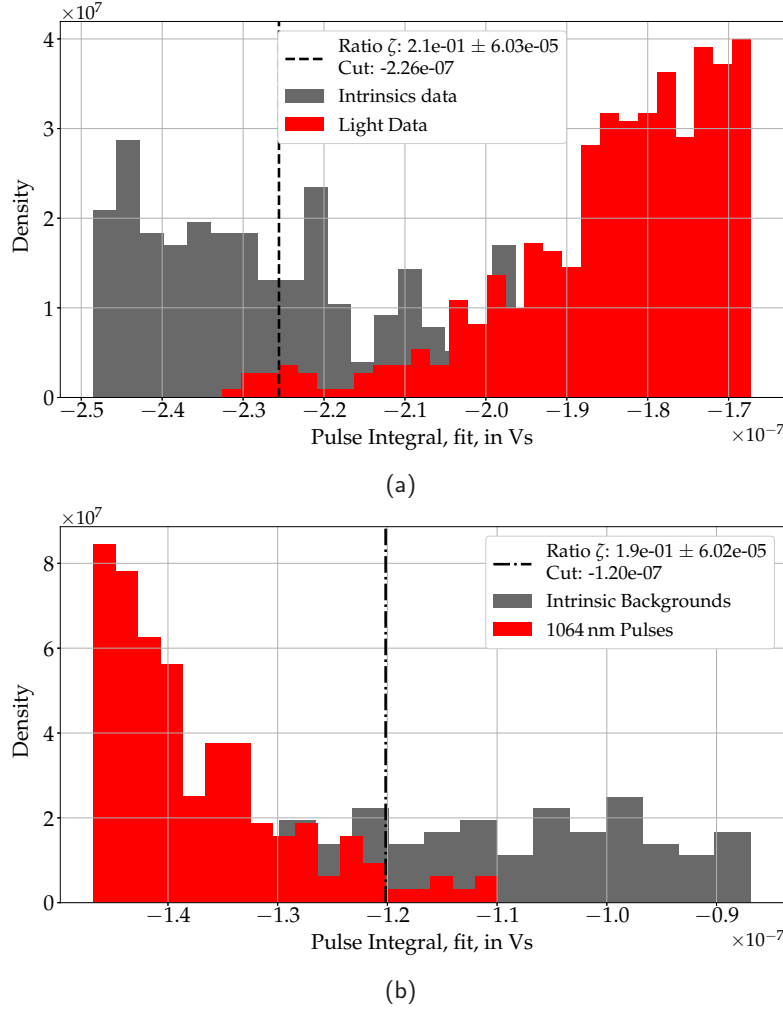 ×10⁷
4
3
2
1
0
Density
Ratio ζ: 2.1e-01 ± 6.03e-05
Cut: -2.26e-07
Intrinsics data
Light Data
−2.5 −2.4 −2.3 −2.2 −2.1 −2.0 −1.9 −1.8 −1.7
Pulse Integral, fit, in Vs
×10⁻⁷
(a)
×10⁷
8
6
4
2
0
Density
Ratio ζ: 1.9e-01 ± 6.02e-05
Cut: -1.20e-07
Intrinsic Backgrounds
1064 nm Pulses
−1.4 −1.3 −1.2 −1.1 −1.0 −0.9
Pulse Integral, fit, in Vs
×10⁻⁷
(b)